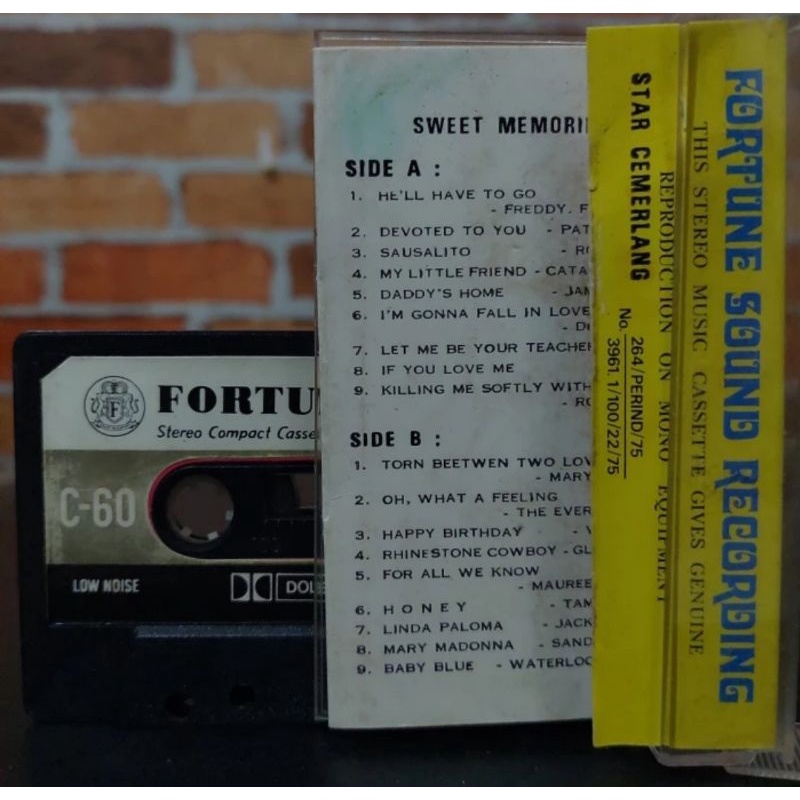 SWEET MEMORI
SIDE A :
1. HE'LL HAVE TO GO
- FREDDY. F
2. DEVOTED TO YOU - PAT
3. SAUSALITO - RO
4. MY LITTLE FRIEND - CATA
5. DADDY'S HOME - JAM
6. I'M GONNA FALL IN LOVE
7. LET ME BE YOUR TEACHER
8. IF YOU LOVE ME
9. KILLING ME SOFTLY WITH
- RO
SIDE B :
1. TORN BEETWEN TWO LOV
- MARY
2. OH, WHAT A FEELING
- THE EVER
3. HAPPY BIRTHDAY
4. RHINESTONE COWBOY - GL
5. FOR ALL WE KNOW
- MAUREE
6. HONEY - TAM
7. LINDA PALOMA - JACK
8. MARY MADONNA - SAND
9. BABY BLUE - WATERLOO
FORTUNE SOUND RECORDING
THIS STEREO MUSIC CASSETTE GIVES GENUINE
REPRODUCTION ON MONO EQUIPMENT
STAR CEMERLANG
No. 264/PERIND/75
3961.1/100/22/75
F
FORTU
Stereo Compact Casse
C-60
LOW NOISE
DOL